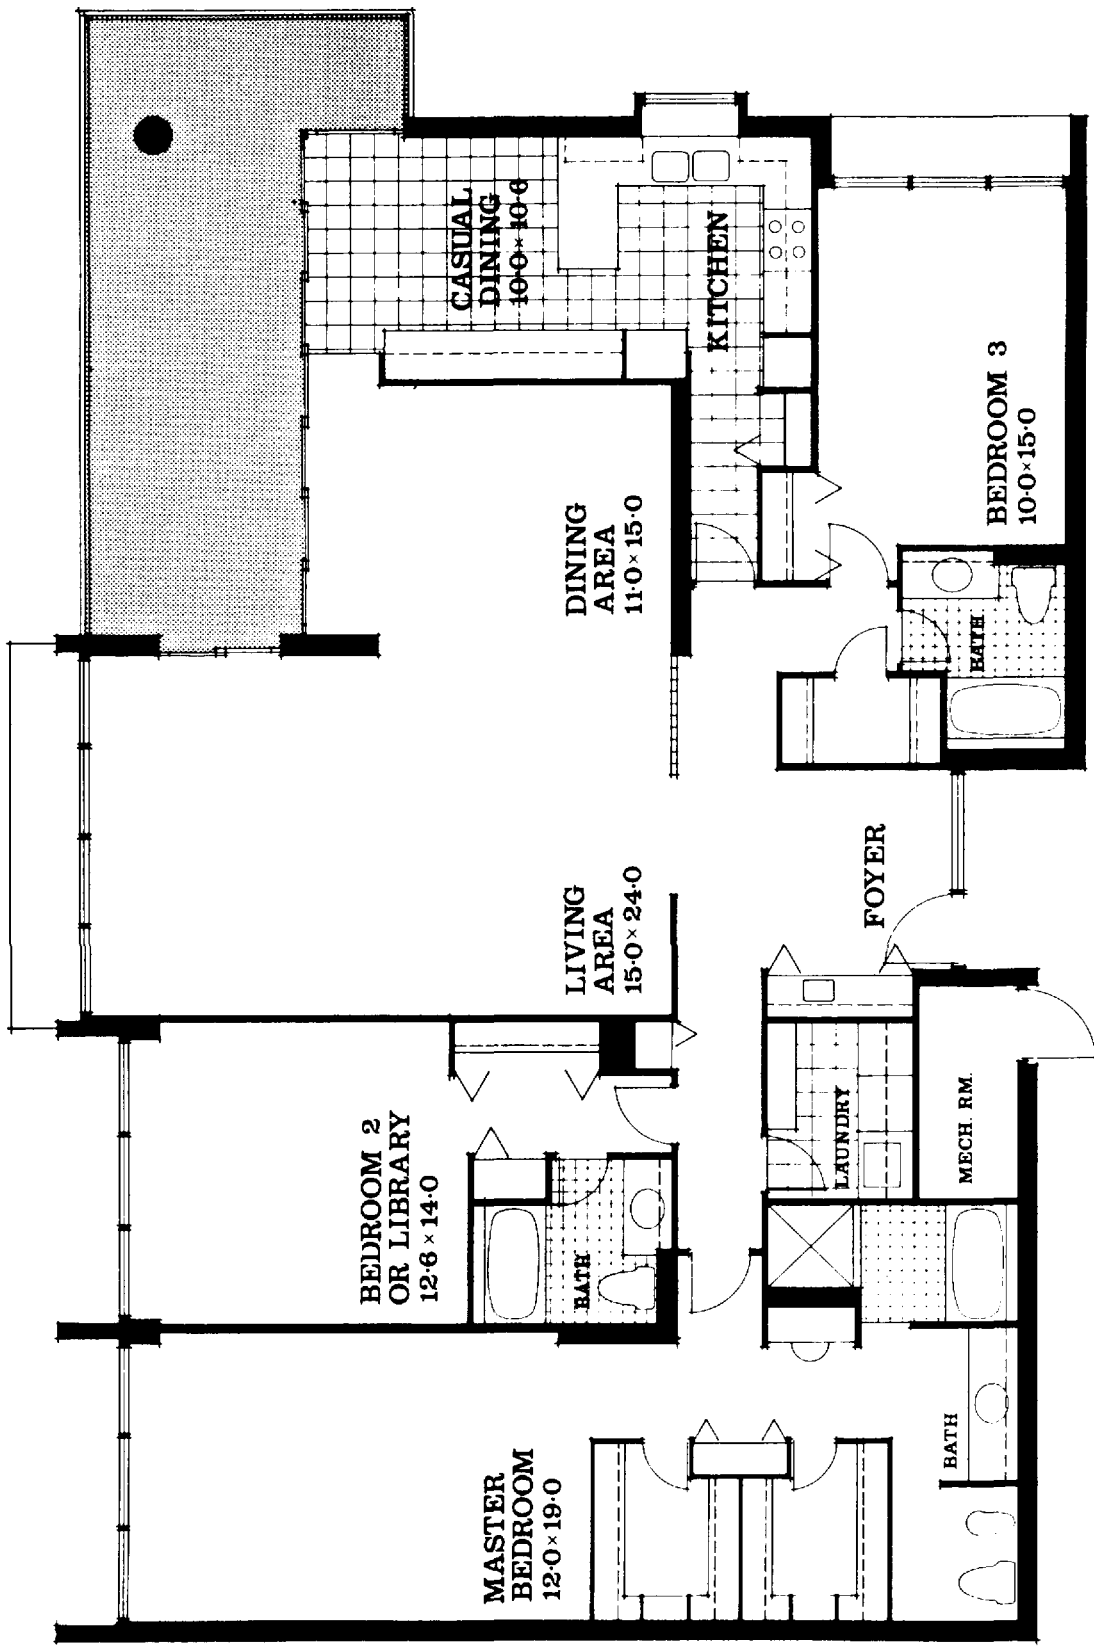 CASUAL
DINING
10·0×10·6
KITCHEN
BEDROOM 3
10·0×15·0
DINING
AREA
11·0×15·0
BATH
LIVING
AREA
15·0×24·0
FOYER
BEDROOM 2
OR LIBRARY
12·6×14·0
BATH
LAUNDRY
MECH. RM.
MASTER
BEDROOM
12·0×19·0
BATH